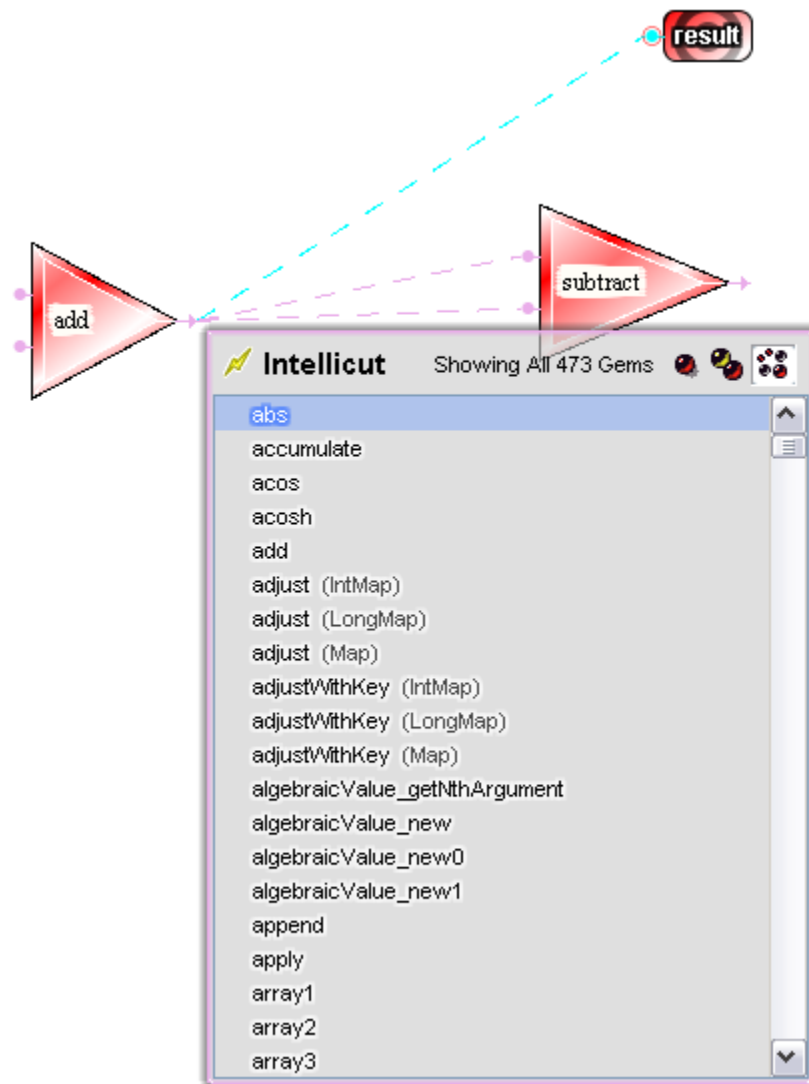 result
subtract
add
Intellicut Showing All 473 Gems
abs
accumulate
acos
acosh
add
adjust (IntMap)
adjust (LongMap)
adjust (Map)
adjustWithKey (IntMap)
adjustWithKey (LongMap)
adjustWithKey (Map)
algebraicValue_getNthArgument
algebraicValue_new
algebraicValue_new0
algebraicValue_new1
append
apply
array1
array2
array3